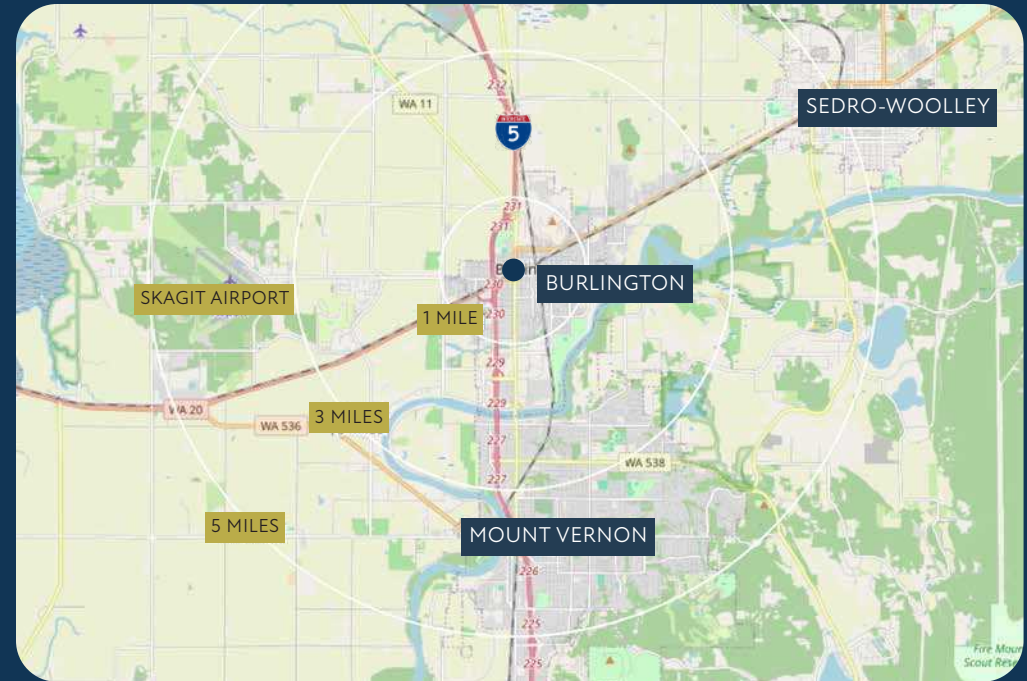 232
WA 11
INTERSTATE
5
SEDRO-WOOLLEY
231
231
BURLINGTON
230
SKAGIT AIRPORT
1 MILE
230
229
WA 20
3 MILES
229
WA 536
227
WA 538
227
5 MILES
MOUNT VERNON
226
225
225
Fire Moun
Scout Rese